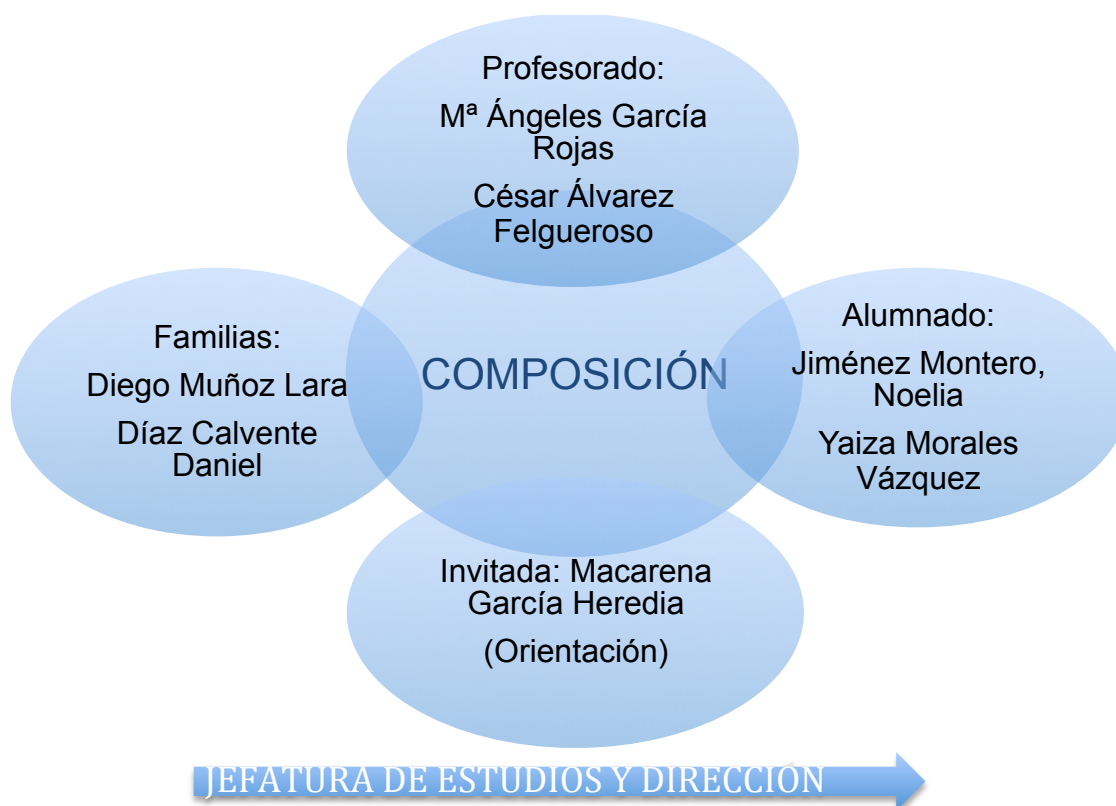 Profesorado:
Mª Ángeles García
Rojas
César Álvarez
Felgueroso
Familias:
Diego Muñoz Lara
Díaz Calvente
Daniel
COMPOSICIÓN
Alumnado:
Jiménez Montero,
Noelia
Yaiza Morales
Vázquez
Invitada: Macarena
García Heredia
(Orientación)
JEFATURA DE ESTUDIOS Y DIRECCIÓN